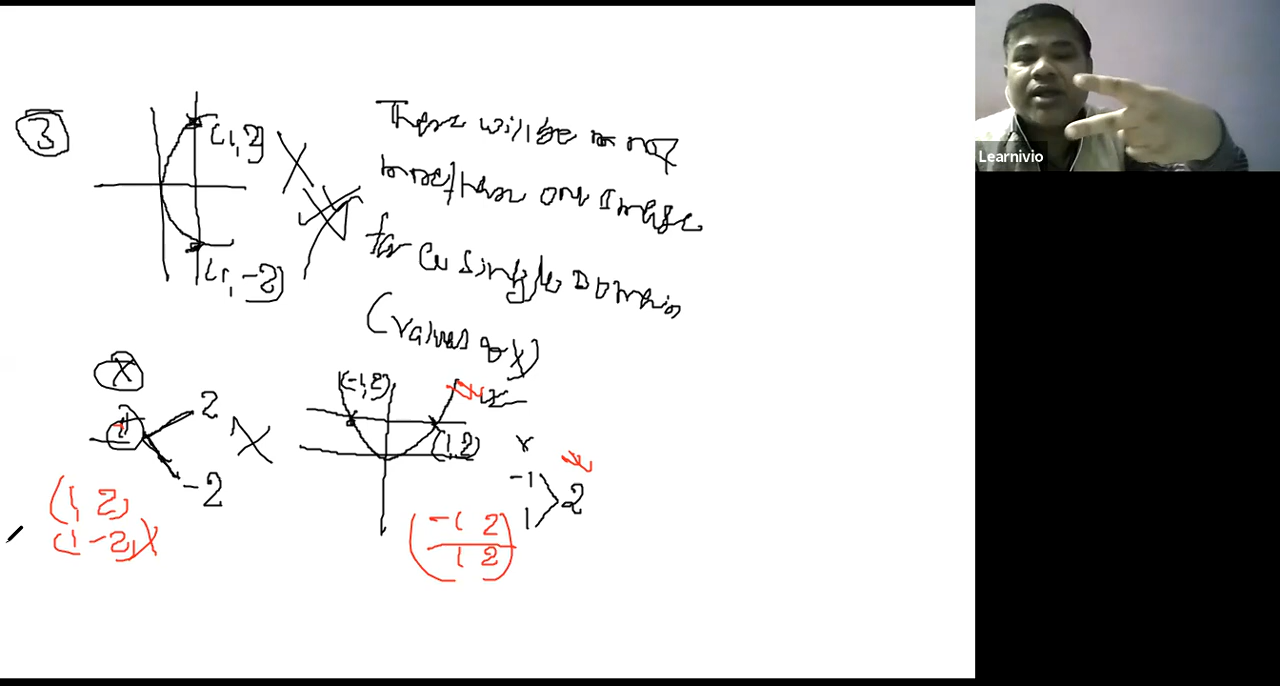 3
(1, 2)
(1, -2)
There will be not
more than one image
for a single Domain
(values of x)
x
1
2
-2
(1 2)
(1 -2)
(-1, 2)
(1, 2)
x
-1
1
2
(-1 2
1 2)
Learnivio